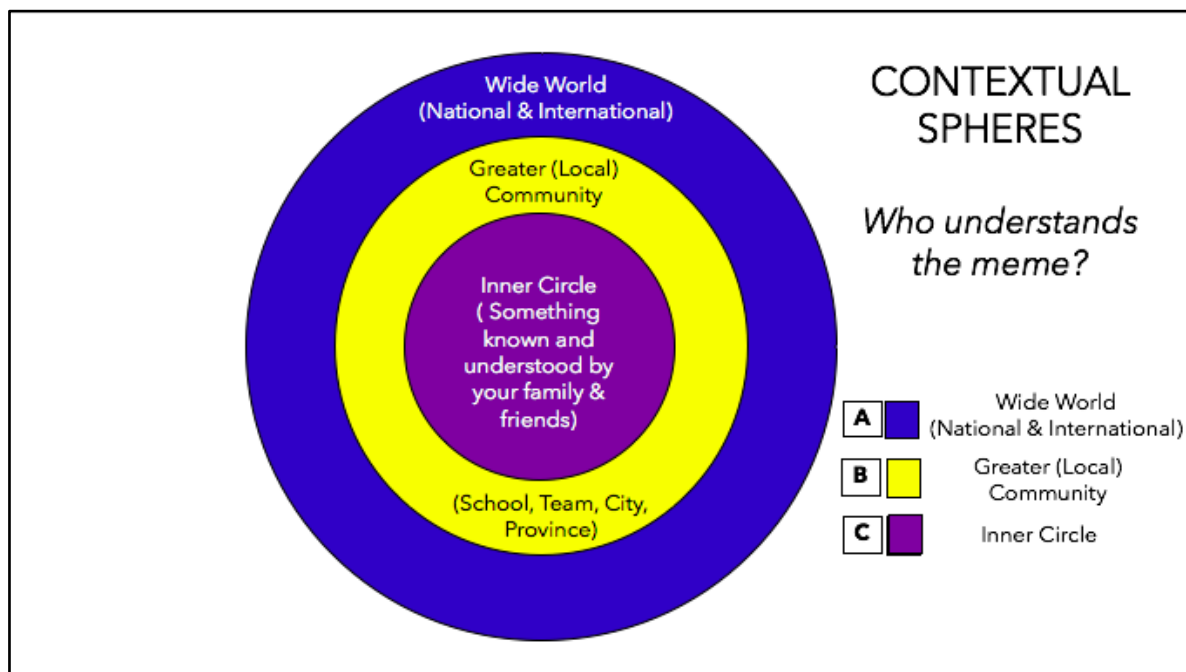 Wide World
(National & International)
Greater (Local)
Community
Inner Circle
( Something
known and
understood by
your family &
friends)
(School, Team, City,
Province)
CONTEXTUAL
SPHERES
Who understands
the meme?
A
Wide World
(National & International)
B
Greater (Local)
Community
C
Inner Circle